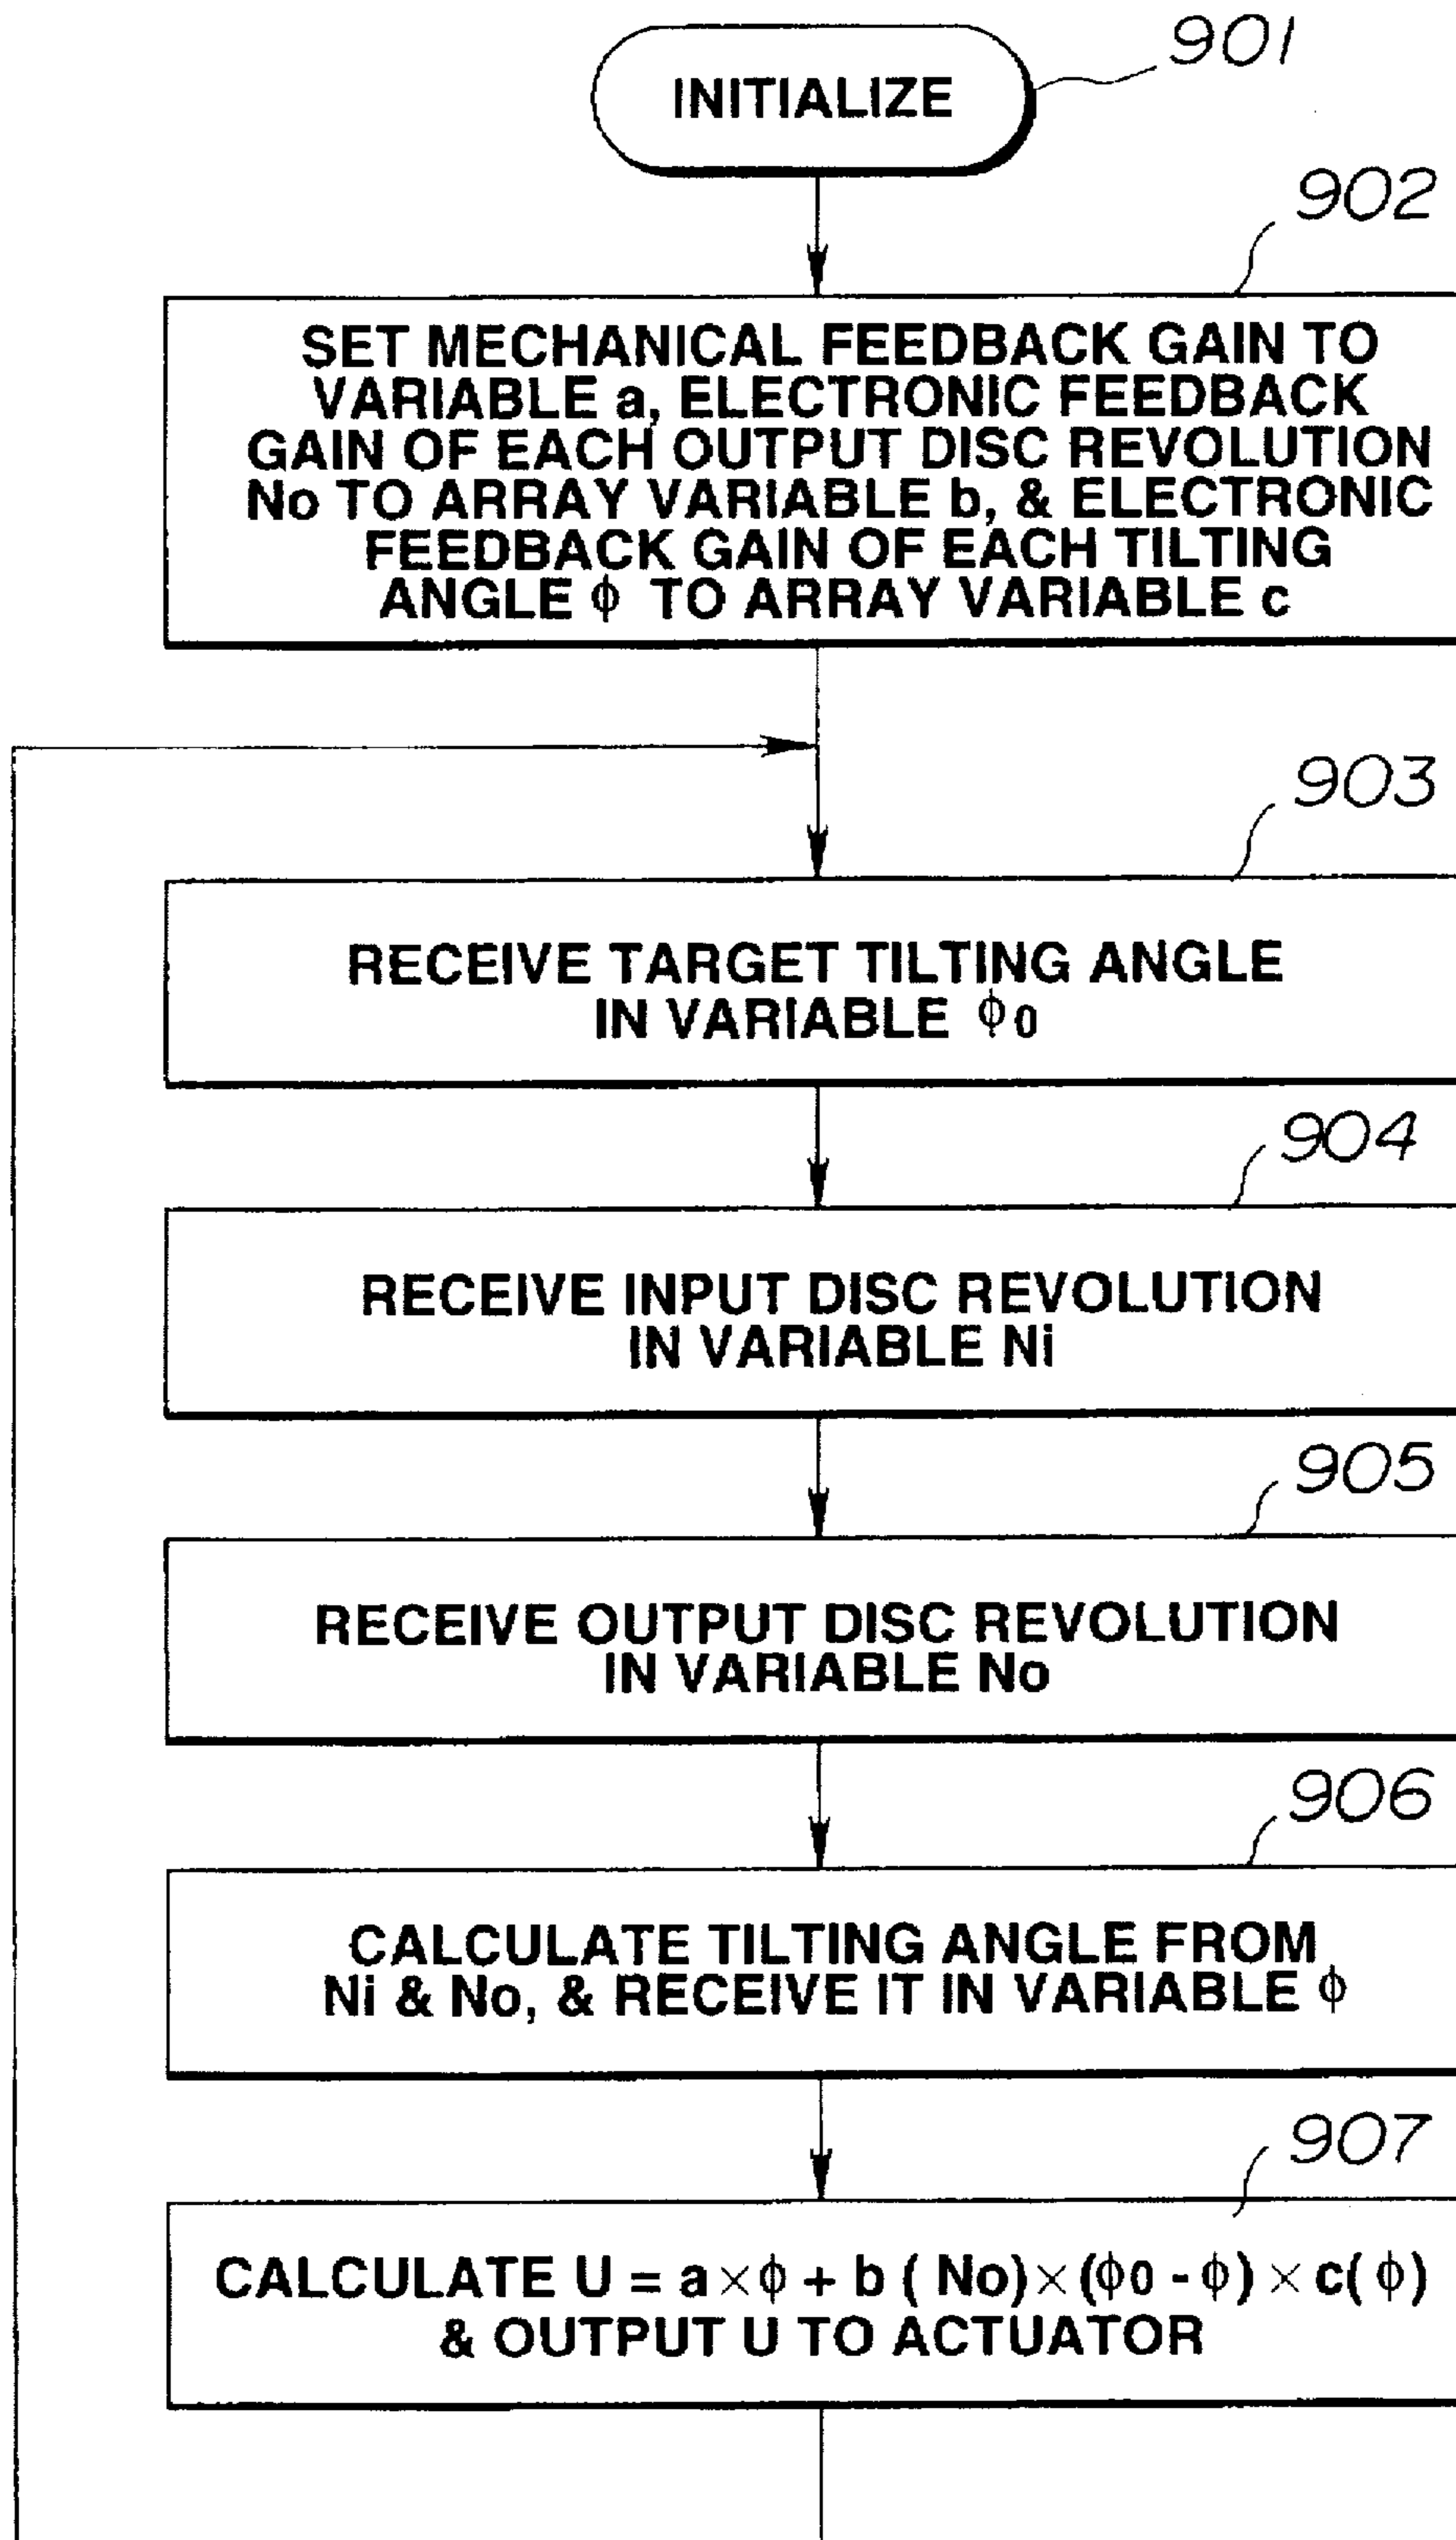 INITIALIZE
901
902
SET MECHANICAL FEEDBACK GAIN TO
VARIABLE a, ELECTRONIC FEEDBACK
GAIN OF EACH OUTPUT DISC REVOLUTION
No TO ARRAY VARIABLE b, & ELECTRONIC
FEEDBACK GAIN OF EACH TILTING
ANGLE ϕ TO ARRAY VARIABLE c
903
RECEIVE TARGET TILTING ANGLE
IN VARIABLE ϕ0
904
RECEIVE INPUT DISC REVOLUTION
IN VARIABLE Ni
905
RECEIVE OUTPUT DISC REVOLUTION
IN VARIABLE No
906
CALCULATE TILTING ANGLE FROM
Ni & No, & RECEIVE IT IN VARIABLE ϕ
907
CALCULATE U = a×ϕ + b ( No)×(ϕ0 - ϕ) × c( ϕ)
& OUTPUT U TO ACTUATOR